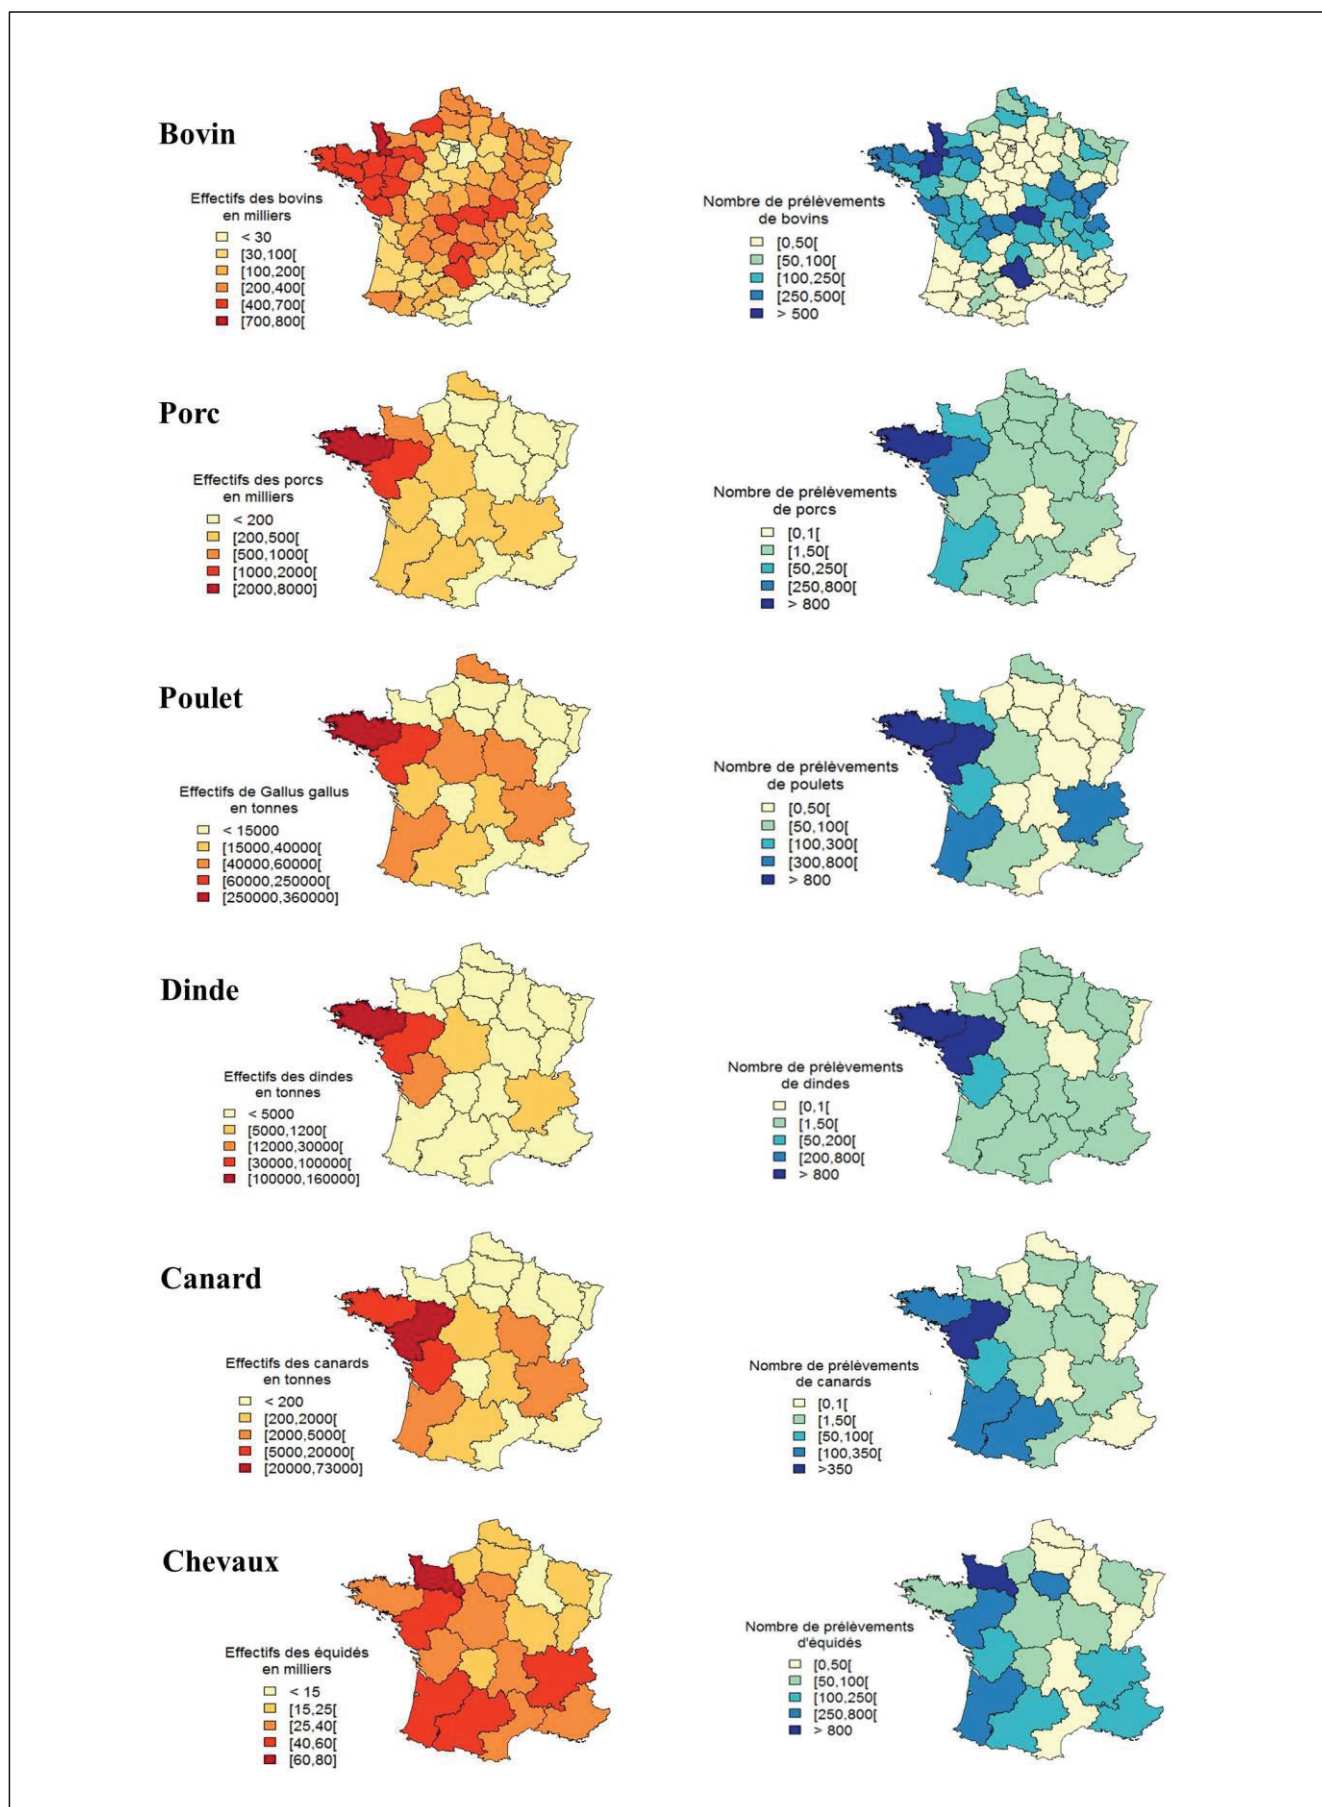 Bovin
Effectifs des bovins
en milliers
< 30
[30,100[
[100,200[
[200,400[
[400,700[
[700,800[
Nombre de prélèvements
de bovins
[0,50[
[50,100[
[100,250[
[250,500[
> 500
Porc
Effectifs des porcs
en milliers
< 200
[200,500[
[500,1000[
[1000,2000[
[2000,8000]
Nombre de prélèvements
de porcs
[0,1[
[1,50[
[50,250[
[250,800[
> 800
Poulet
Effectifs de Gallus gallus
en tonnes
< 15000
[15000,40000[
[40000,60000[
[60000,250000[
[250000,360000]
Nombre de prélèvements
de poulets
[0,50[
[50,100[
[100,300[
[300,800[
> 800
Dinde
Effectifs des dindes
en tonnes
< 5000
[5000,1200[
[12000,30000[
[30000,100000[
[100000,160000]
Nombre de prélèvements
de dindes
[0,1[
[1,50[
[50,200[
[200,800[
> 800
Canard
Effectifs des canards
en tonnes
< 200
[200,2000[
[2000,5000[
[5000,20000[
[20000,73000]
Nombre de prélèvements
de canards
[0,1[
[1,50[
[50,100[
[100,350[
>350
Chevaux
Effectifs des équidés
en milliers
< 15
[15,25[
[25,40[
[40,60[
[60,80]
Nombre de prélèvements
d'équidés
[0,50[
[50,100[
[100,250[
[250,800[
> 800